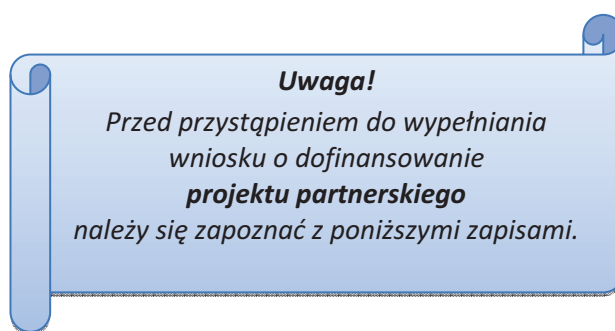 Uwaga!
Przed przystąpieniem do wypełniania
wniosku o dofinansowanie
projektu partnerskiego
należy się zapoznać z poniższymi zapisami.